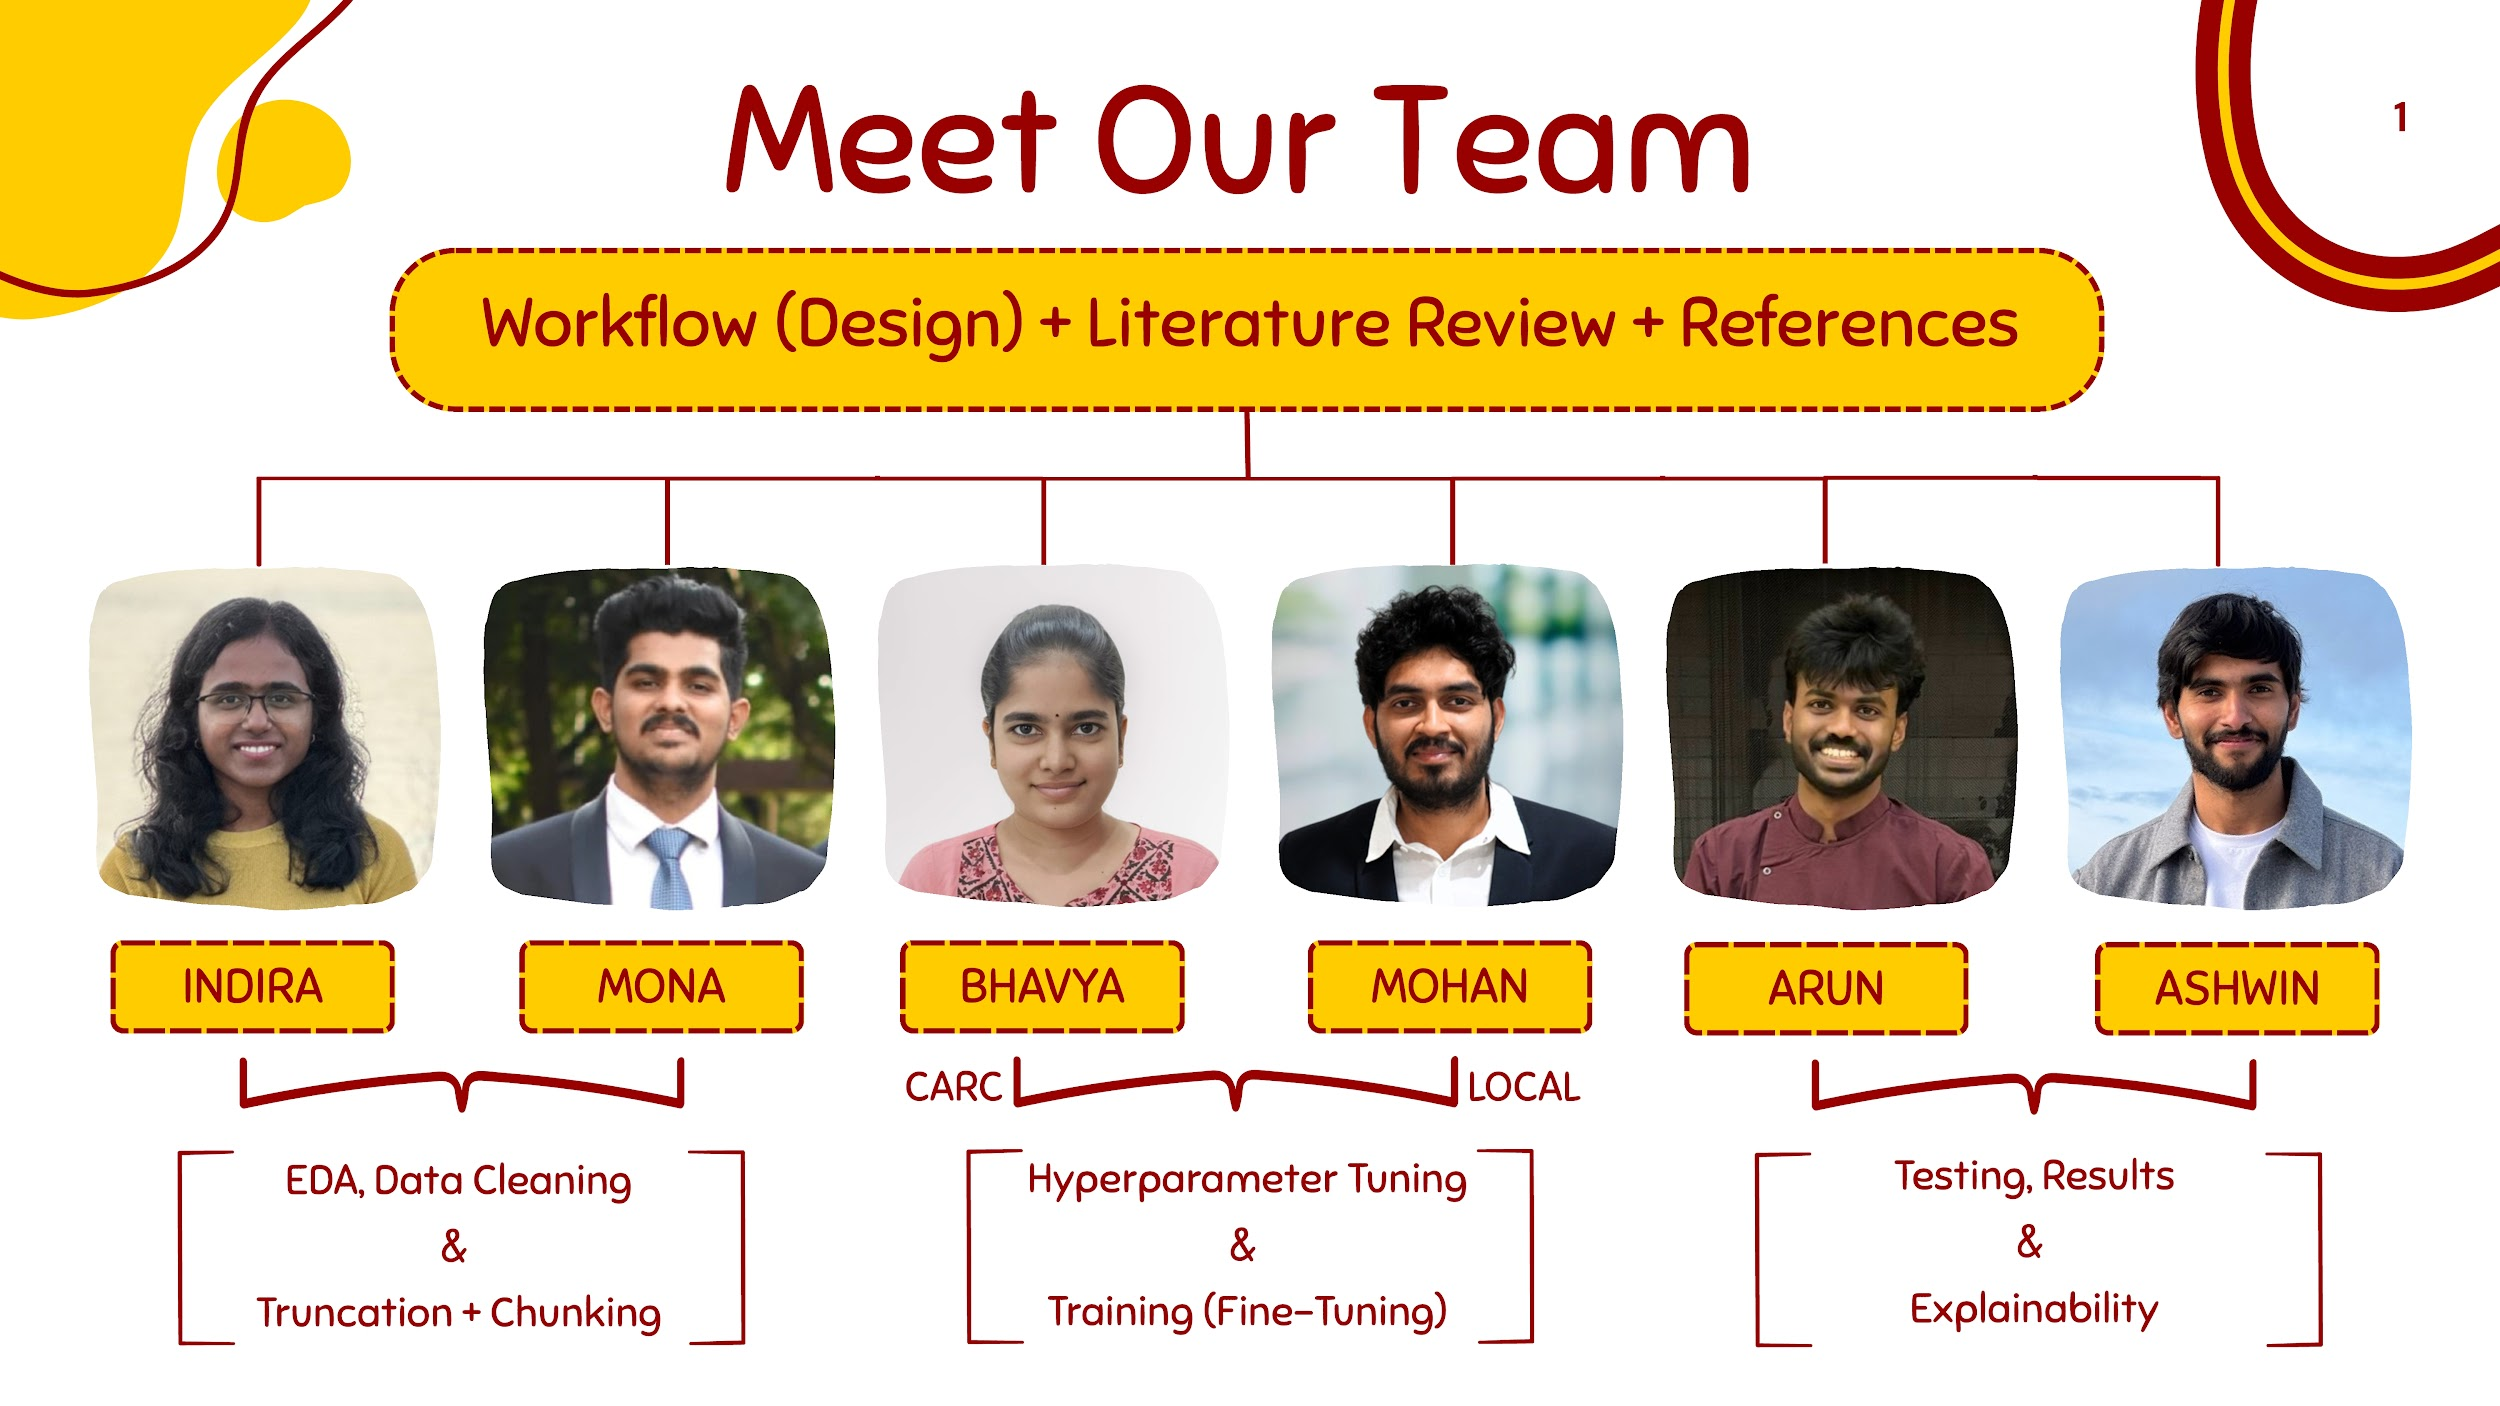 Meet Our Team
1
Workflow (Design) + Literature Review + References
INDIRA
MONA
BHAVYA
MOHAN
ARUN
ASHWIN
CARC
LOCAL
EDA, Data Cleaning
&
Truncation + Chunking
Hyperparameter Tuning
&
Training (Fine-Tuning)
Testing, Results
&
Explainability